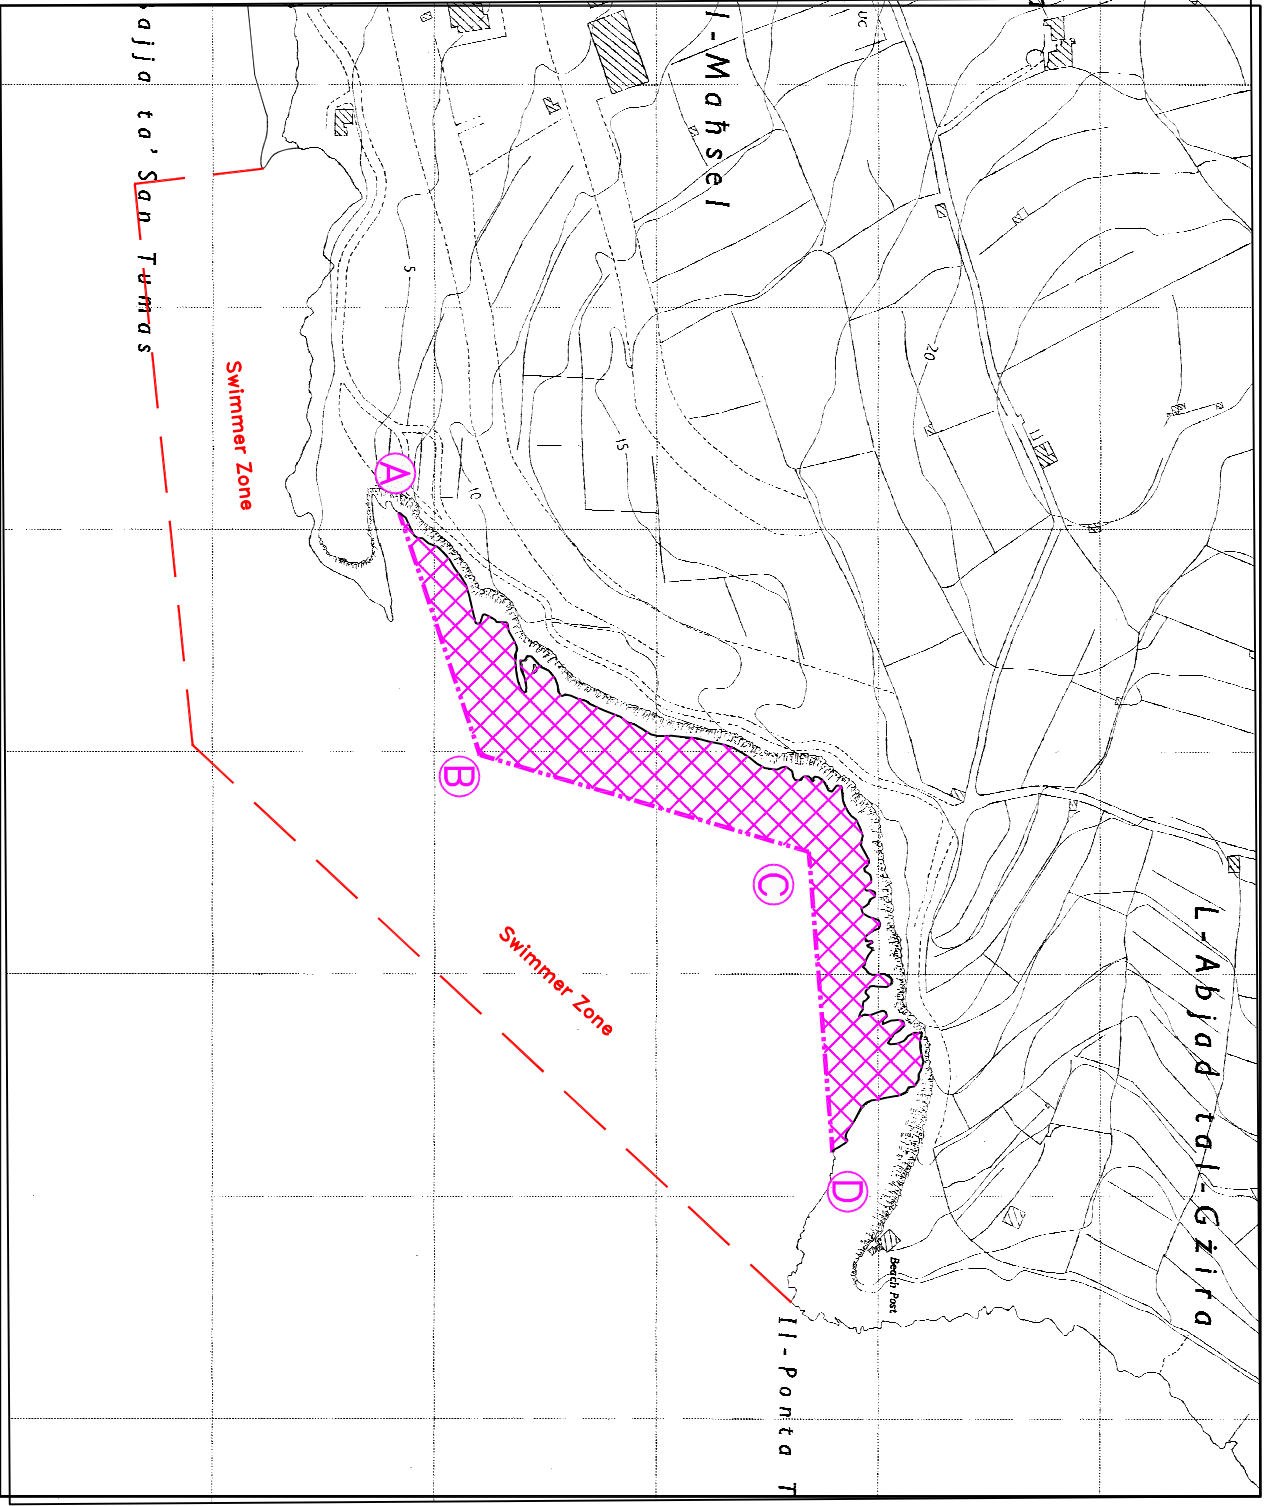 ajja ta' San Tumas
l-Maħsel
UC
5
20
15
10
Swimmer Zone
A
B
C
D
Swimmer Zone
L-Abjad tal-Gżira
Beach Post
Il-Ponta T